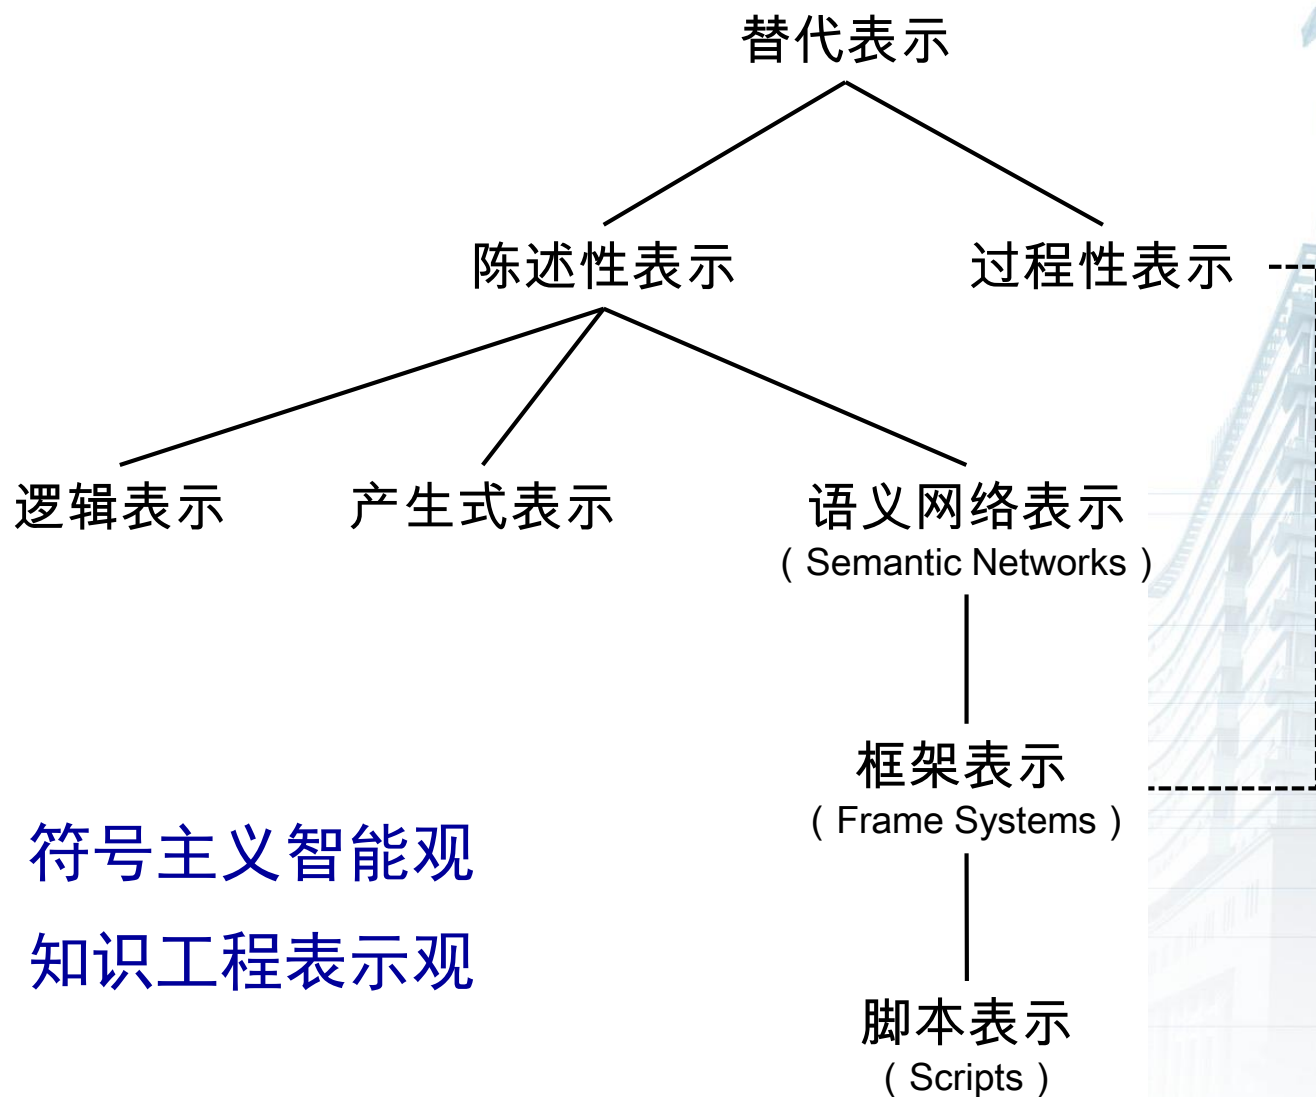 替代表示
陈述性表示
过程性表示
逻辑表示
产生式表示
语义网络表示
（Semantic Networks）
框架表示
（Frame Systems）
符号主义智能观
知识工程表示观
脚本表示
（Scripts）